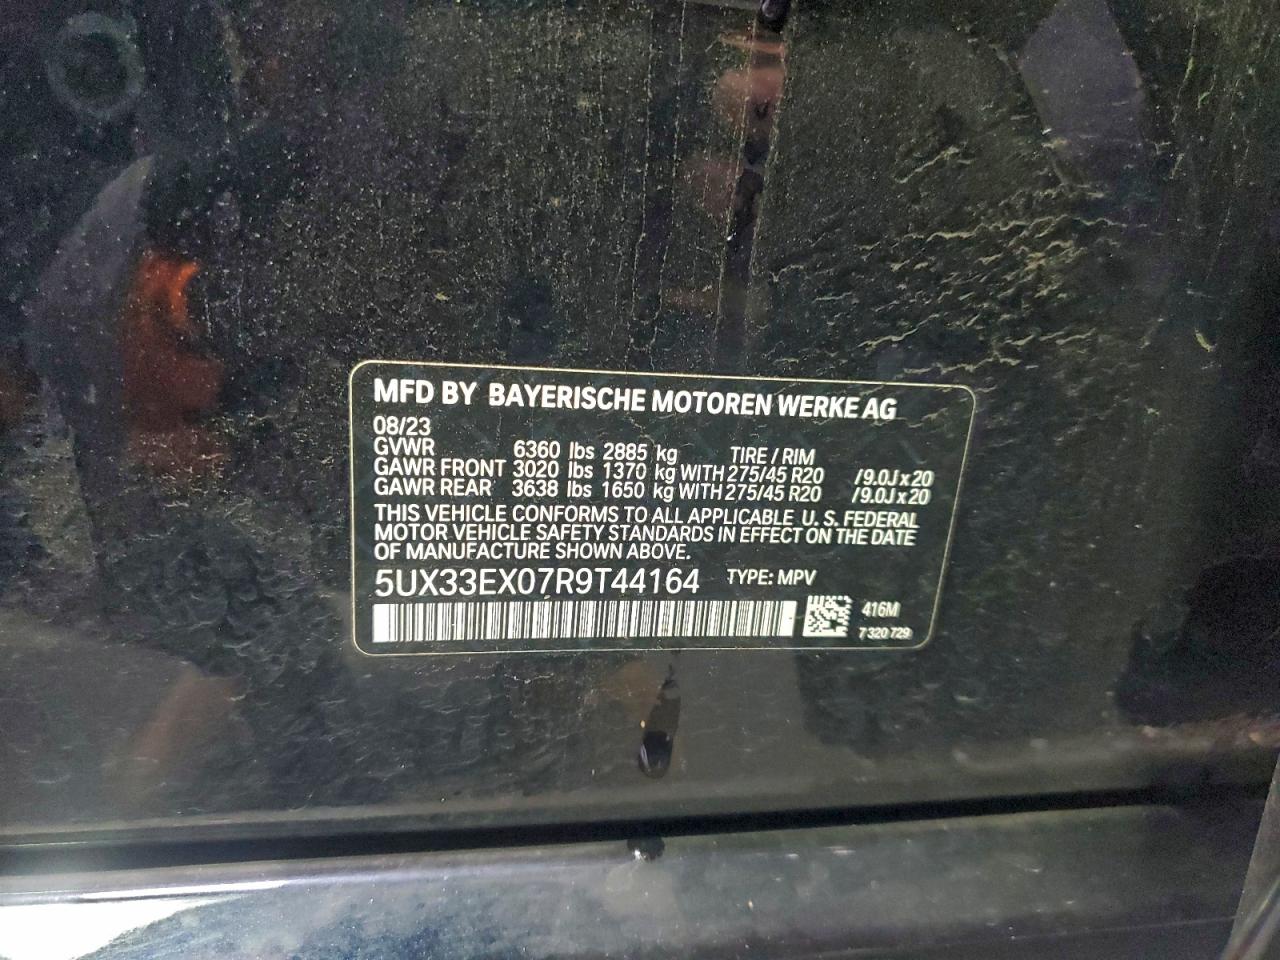 MFD BY BAYERISCHE MOTOREN WERKE AG
08/23
GVWR 6360 lbs 2885 kg TIRE / RIM
GAWR FRONT 3020 lbs 1370 kg WITH 275/45 R20 /9.0J x 20
GAWR REAR 3638 lbs 1650 kg WITH 275/45 R20 /9.0J x 20
THIS VEHICLE CONFORMS TO ALL APPLICABLE U.S. FEDERAL
MOTOR VEHICLE SAFETY STANDARDS IN EFFECT ON THE DATE
OF MANUFACTURE SHOWN ABOVE.
5UX33EX07R9T44164 TYPE: MPV
416M
7 320 729